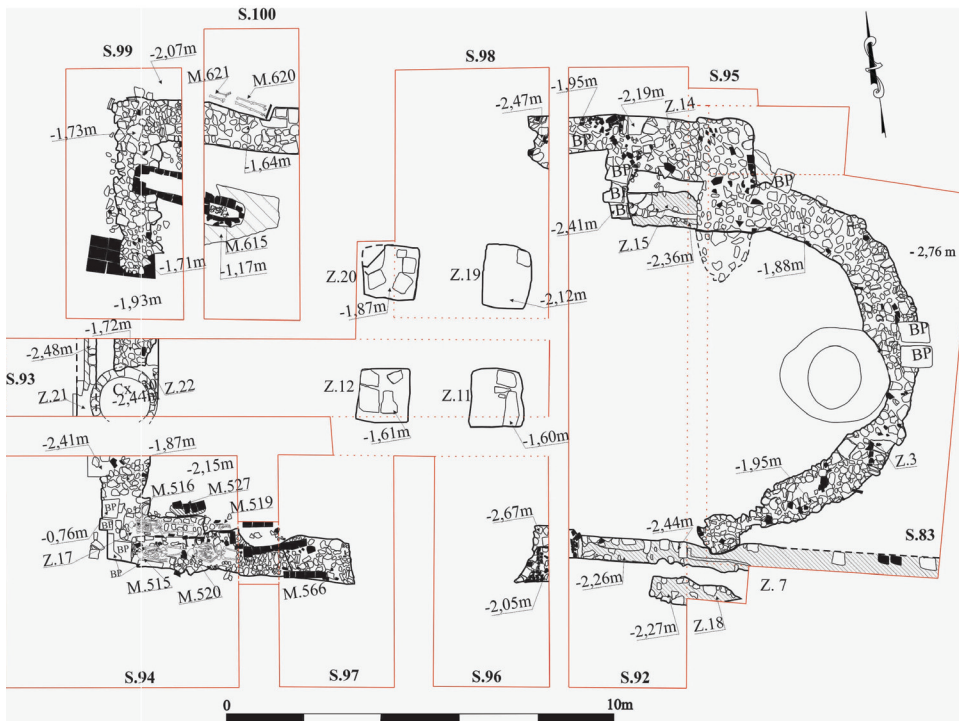 S.100
S.99
-2,07m
M.621
M.620
S.98
S.95
-1,95m
-2,47m
-2,19m
Z.14
-1,73m
BP
-1,64m
BP
BP
BP
-2,41m
M.615
Z.15
-1,71m
-1,17m
Z.20
Z.19
-2,36m
-1,88m
-2,76 m
-2,12m
-1,87m
-1,93m
-1,72m
BP
-2,48m
BP
S.93
Cx
Z.22
Z.12
Z.11
Z.21
-2,44m
-1,61m
-1,60m
-2,41m
-1,87m
-2,15m
-1,95m
Z.3
M.516
M.527
M.519
BP
-2,67m
-0,76m
BP
-2,44m
S.83
BP
Z.17
BP
-2,26m
M.515
M.520
M.566
-2,05m
Z. 7
-2,27m
Z.18
S.94
S.97
S.96
S.92
0
10m